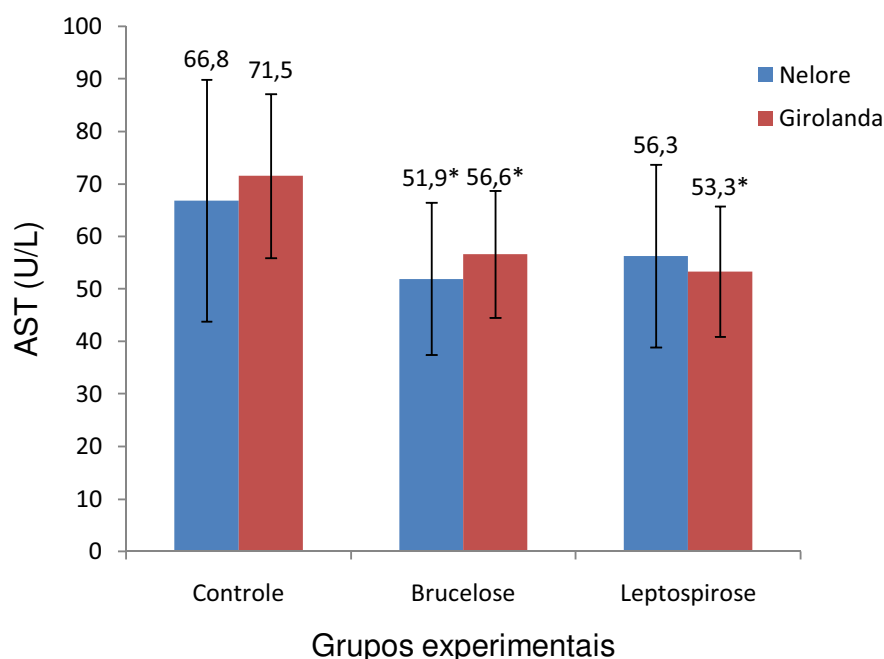 100
90
80
70
60
50
40
30
20
10
0
AST (U/L)
66,8
71,5
51,9*
56,6*
56,3
53,3*
Nelore
Girolanda
Controle
Brucelose
Leptospirose
Grupos experimentais